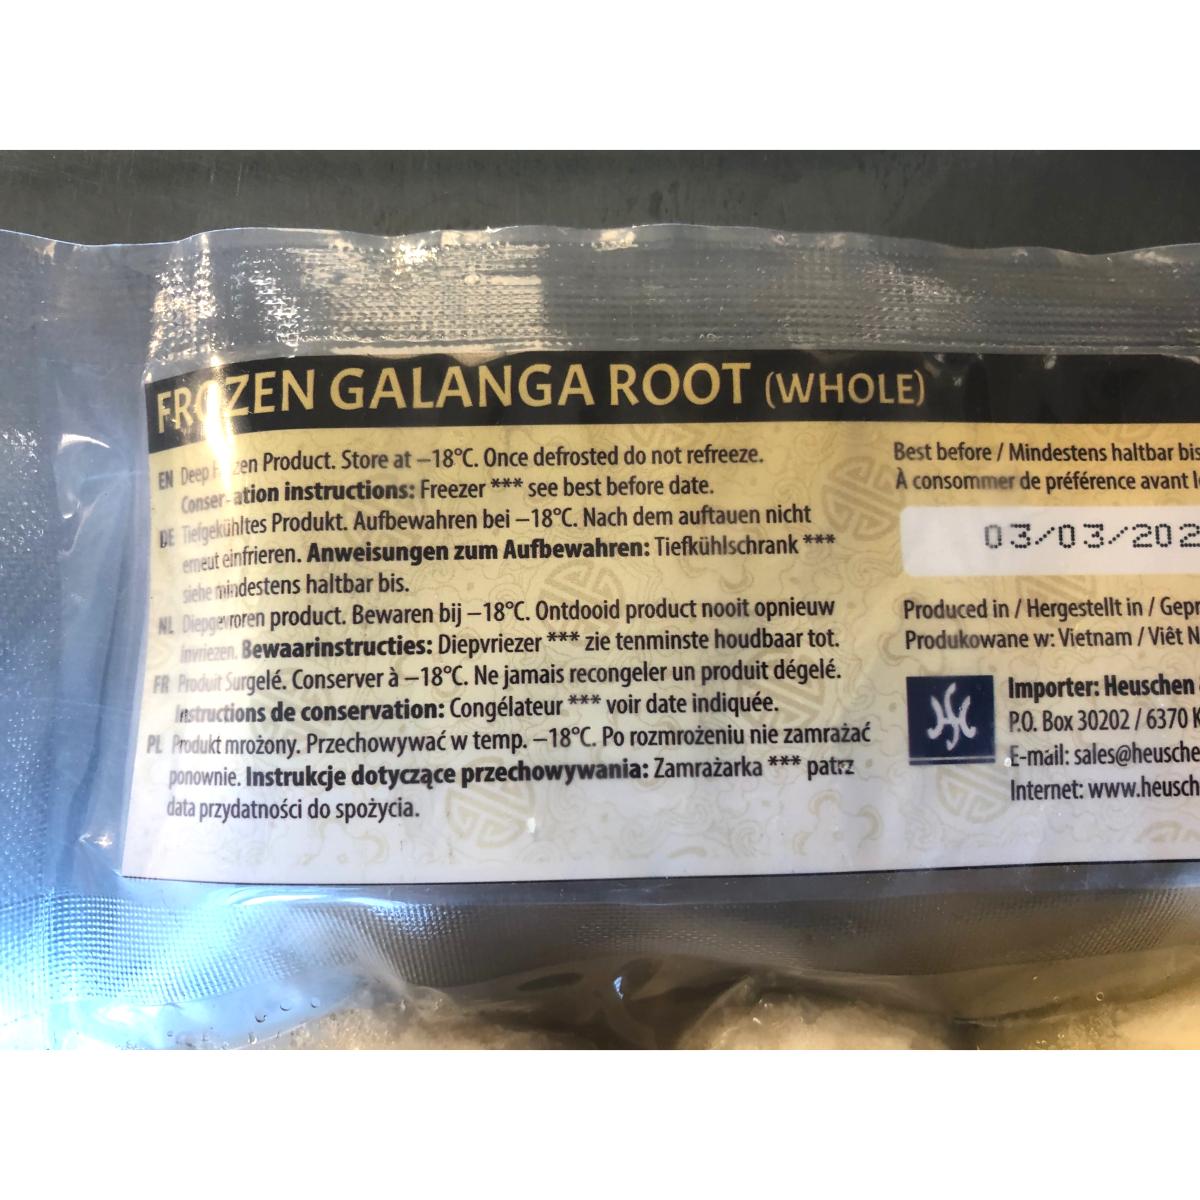 FROZEN GALANGA ROOT (WHOLE)
EN Deep Frozen Product. Store at –18°C. Once defrosted do not refreeze.
Conservation instructions: Freezer *** see best before date.
DE Tiefgekühltes Produkt. Aufbewahren bei –18°C. Nach dem auftauen nicht
erneut einfrieren. Anweisungen zum Aufbewahren: Tiefkühlschrank ***
siehe mindestens haltbar bis.
NL Diepgevroren product. Bewaren bij –18°C. Ontdooid product nooit opnieuw
invriezen. Bewaarinstructies: Diepvriezer *** zie tenminste houdbaar tot.
FR Produit Surgelé. Conserver à –18°C. Ne jamais recongeler un produit dégelé.
Instructions de conservation: Congélateur *** voir date indiquée.
PL Produkt mrożony. Przechowywać w temp. –18°C. Po rozmrożeniu nie zamrażać
ponownie. Instrukje dotyczące przechowywania: Zamrażarka *** patrz
data przydatności do spożycia.
Best before / Mindestens haltbar bis
À consommer de préférence avant
03/03/202
Produced in / Hergestellt in /
Produkowane w: Vietnam / Viêt
Importer: Heuschen
P.O. Box 30202 / 6370
E-mail: sales@heusche
Internet: www.heusch